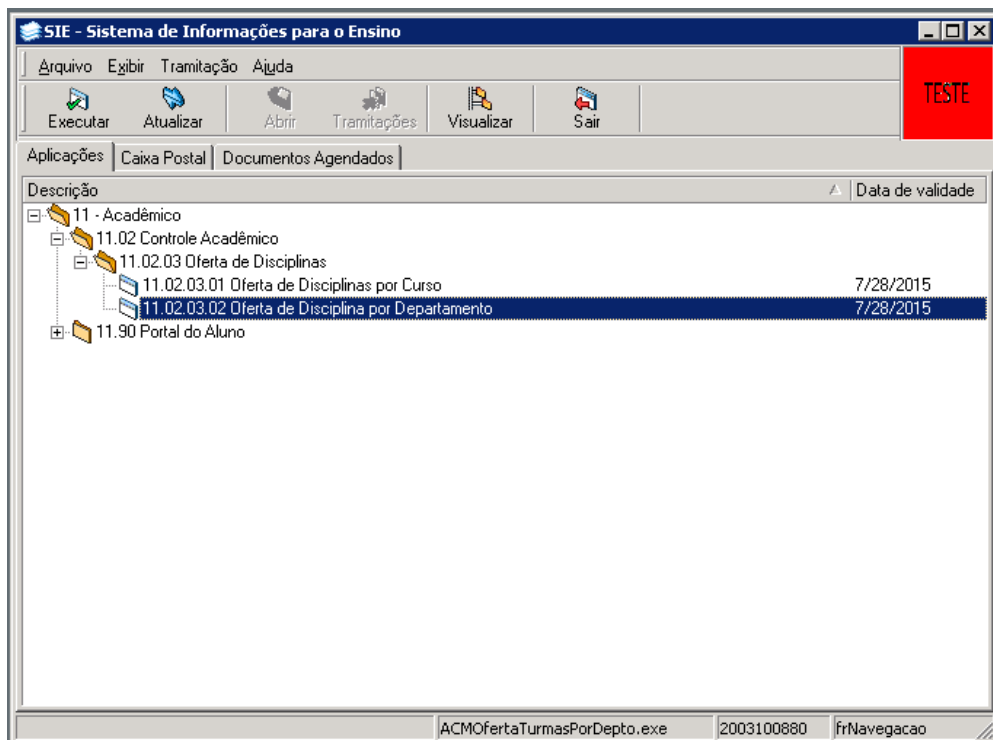 SIE - Sistema de Informações para o Ensino
Arquivo Exibir Tramitação Ajuda
TESTE
Executar Atualizar Abrir Tramitações Visualizar Sair
Aplicações Caixa Postal Documentos Agendados
Descrição Data de validade
11 - Acadêmico
11.02 Controle Acadêmico
11.02.03 Oferta de Disciplinas
11.02.03.01 Oferta de Disciplinas por Curso 7/28/2015
11.02.03.02 Oferta de Disciplina por Departamento 7/28/2015
11.90 Portal do Aluno
ACMOfertaTurmasPorDepto.exe 2003100880 frNavegacao